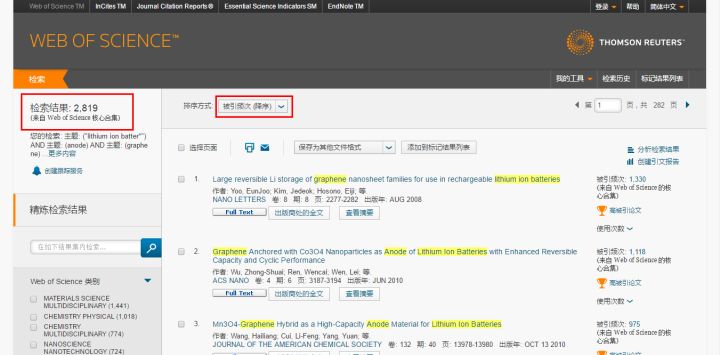 Web of Science TM InCites TM Journal Citation Reports ® Essential Science Indicators SM EndNote TM 登录 帮助 简体中文
WEB OF SCIENCE™
THOMSON REUTERS™
检索 我的工具 检索历史 标记结果列表
检索结果: 2,819
(来自 Web of Science 核心合集)
您的检索: 主题: ("lithium ion batter*")
AND 主题: (anode) AND 主题: (graphe
ne) ...更多内容
创建跟踪服务
精炼检索结果
在如下结果集内检索...
Web of Science 类别
MATERIALS SCIENCE
MULTIDISCIPLINARY (1,441)
CHEMISTRY PHYSICAL (1,018)
CHEMISTRY
MULTIDISCIPLINARY (774)
NANOSCIENCE
NANOTECHNOLOGY (724)
排序方式: 被引频次 (降序) 第 1 页, 共 282 页
选择页面 保存为其他文件格式 添加到标记结果列表
分析检索结果
创建引文报告
1. Large reversible Li storage of graphene nanosheet families for use in rechargeable lithium ion batteries
作者: Yoo, EunJoo; Kim, Jedeok; Hosono, Eiji; 等.
NANO LETTERS 卷: 8 期: 8 页: 2277-2282 出版年: AUG 2008
Full Text 出版商处的全文 查看摘要
被引频次: 1,330
(来自 Web of Science 的核
心合集)
高被引论文
使用次数
2. Graphene Anchored with Co3O4 Nanoparticles as Anode of Lithium Ion Batteries with Enhanced Reversible
Capacity and Cyclic Performance
作者: Wu, Zhong-Shuai; Ren, Wencai; Wen, Lei; 等.
ACS NANO 卷: 4 期: 6 页: 3187-3194 出版年: JUN 2010
Full Text 出版商处的全文 查看摘要
被引频次: 1,118
(来自 Web of Science 的核
心合集)
高被引论文
使用次数
3. Mn3O4-Graphene Hybrid as a High-Capacity Anode Material for Lithium Ion Batteries
作者: Wang, Hailiang; Cui, Li-Feng; Yang, Yuan; 等.
JOURNAL OF THE AMERICAN CHEMICAL SOCIETY 卷: 132 期: 40 页: 13978-13980 出版年: OCT 13 2010
被引频次: 975
(来自 Web of Science 的核
心合集)